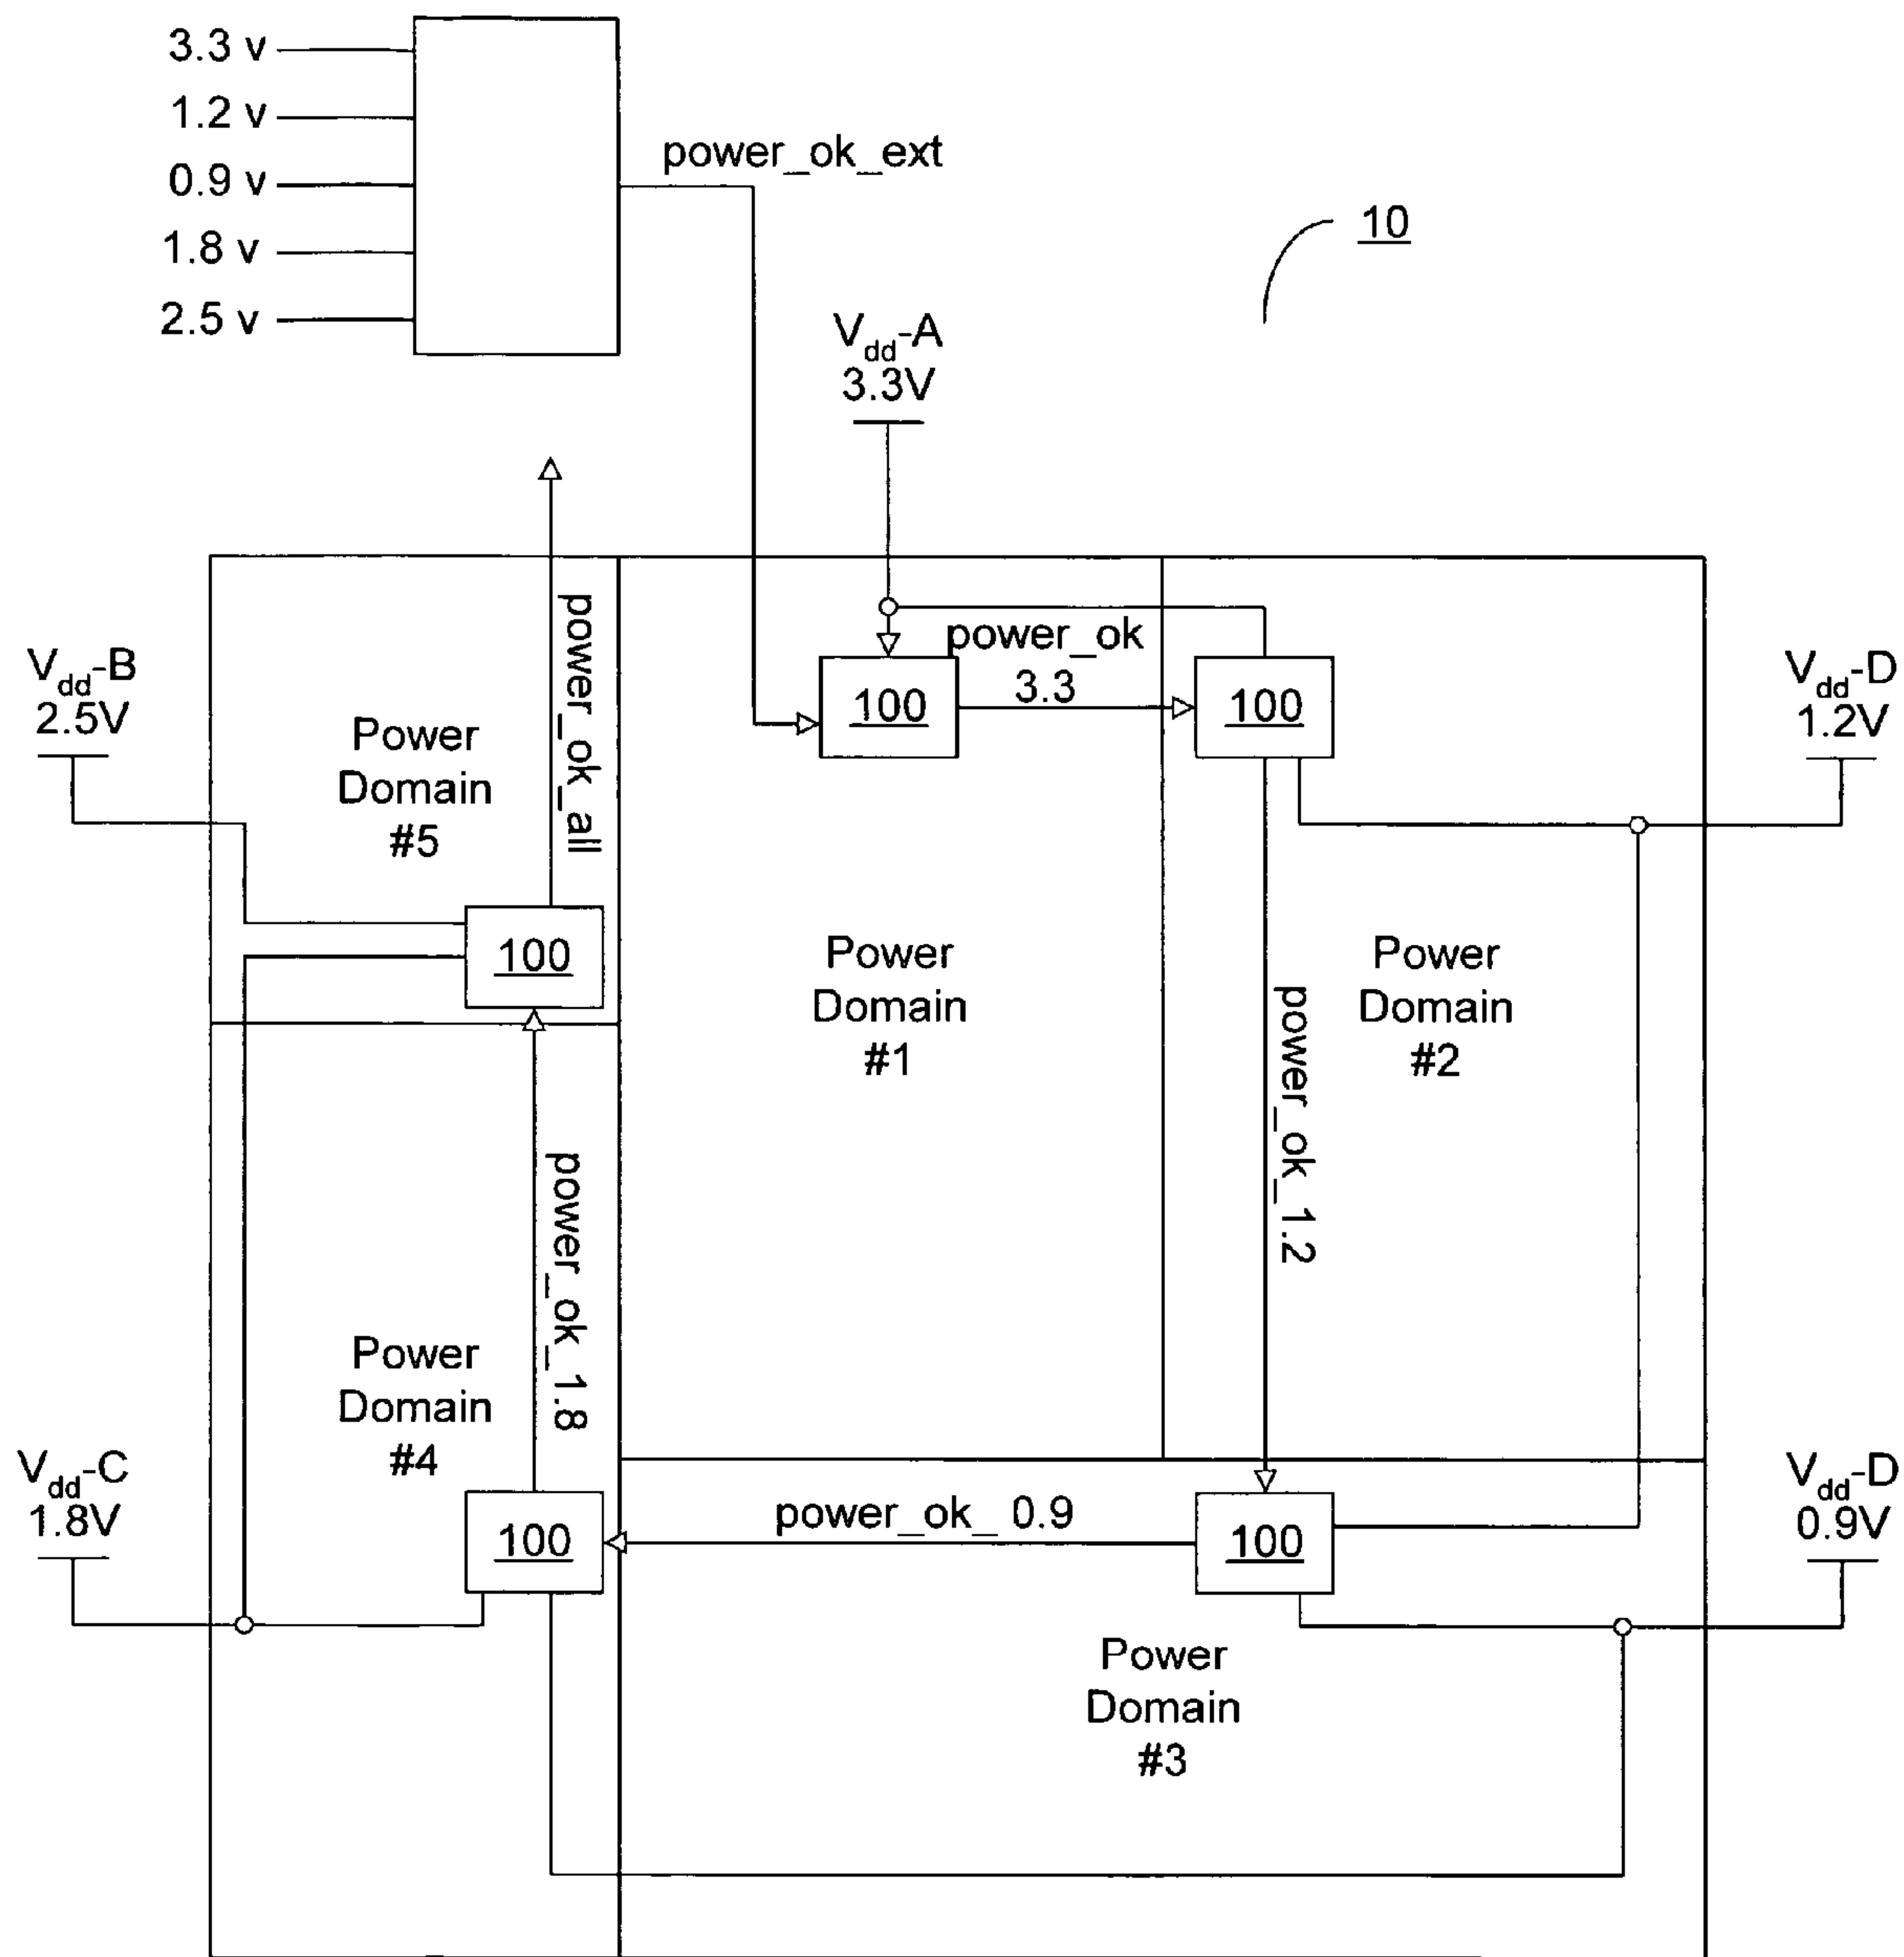 3.3 v
1.2 v
0.9 v
1.8 v
2.5 v
power_ok_ext
10
Vdd-A
3.3V
power_ok_all
power_ok
3.3
100
100
Vdd-B
2.5V
Power
Domain
#5
Vdd-D
1.2V
100
Power
Domain
#1
Power
Domain
#2
power_ok_1.2
power_ok_1.8
Power
Domain
#4
Vdd-C
1.8V
100
power_ok_ 0.9
100
Vdd-D
0.9V
Power
Domain
#3